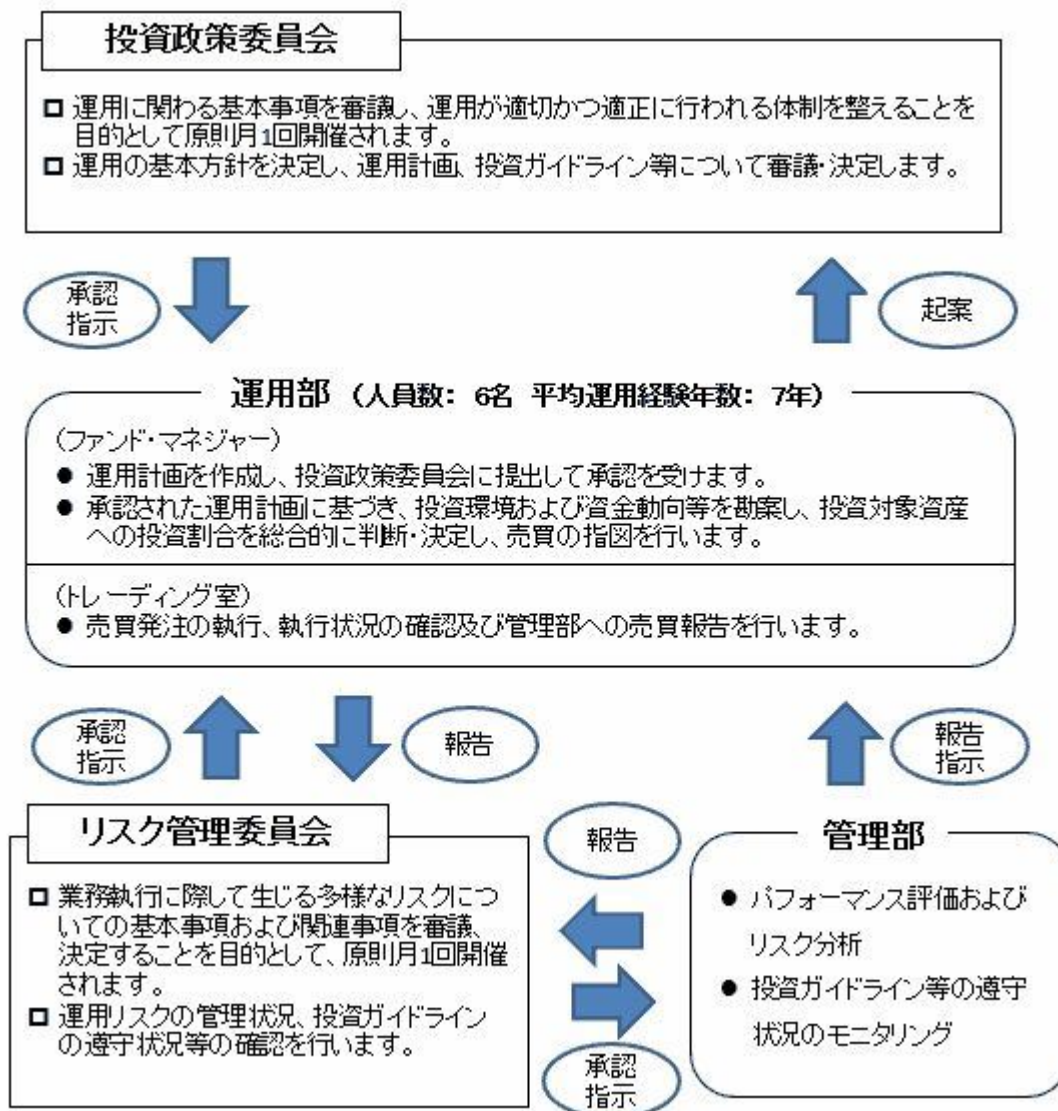 投資政策委員会
□ 運用に関わる基本事項を審議し、運用が適切かつ適正に行われる体制を整えることを
目的として原則月1回開催されます。
□ 運用の基本方針を決定し、運用計画、投資ガイドライン等について審議・決定します。
承認
指示
起案
運用部 (人員数： 6名 平均運用経験年数： 7年)
(ファンド・マネジャー)
● 運用計画を作成し、投資政策委員会に提出して承認を受けます。
● 承認された運用計画に基づき、投資環境および資金動向等を勘案し、投資対象資産
への投資割合を総合的に判断・決定し、売買の指図を行います。
(トレーディング室)
● 売買発注の執行、執行状況の確認及び管理部への売買報告を行います。
承認
指示
報告
報告
指示
リスク管理委員会
□ 業務執行に際して生じる多様なリスクにつ
いての基本事項および関連事項を審議、
決定することを目的として、原則月1回開催
されます。
□ 運用リスクの管理状況、投資ガイドライン
の遵守状況等の確認を行います。
報告
承認
指示
管理部
● パフォーマンス評価および
リスク分析
● 投資ガイドライン等の遵守
状況のモニタリング